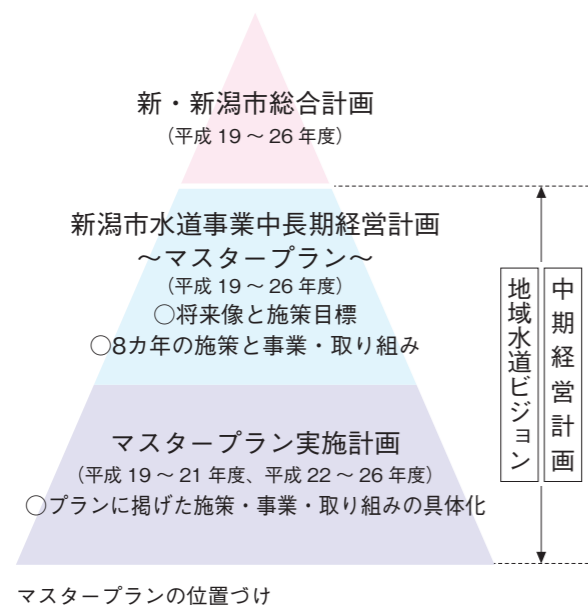 新・新潟市総合計画
（平成 19 ～ 26 年度）
新潟市水道事業中長期経営計画
～マスタープラン～
（平成 19 ～ 26 年度）
○将来像と施策目標
○8カ年の施策と事業・取り組み
マスタープラン実施計画
（平成 19 ～ 21 年度、平成 22 ～ 26 年度）
○プランに掲げた施策・事業・取り組みの具体化
中期経営計画
地域水道ビジョン
マスタープランの位置づけ